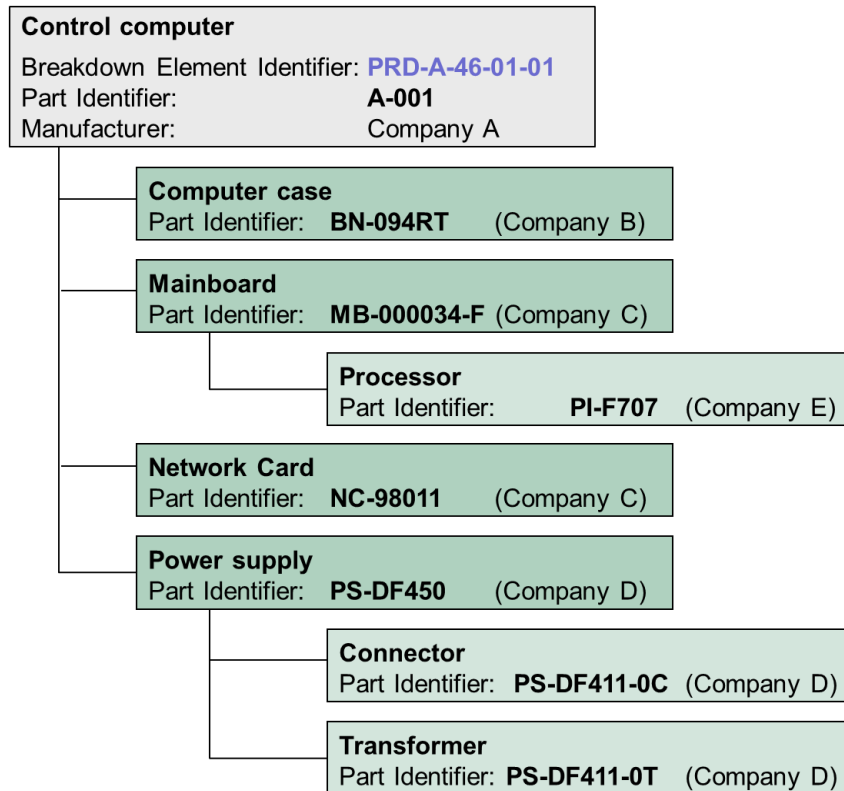 Control computer
Breakdown Element Identifier: PRD-A-46-01-01
Part Identifier: A-001
Manufacturer: Company A
Computer case
Part Identifier: BN-094RT (Company B)
Mainboard
Part Identifier: MB-000034-F (Company C)
Processor
Part Identifier: PI-F707 (Company E)
Network Card
Part Identifier: NC-98011 (Company C)
Power supply
Part Identifier: PS-DF450 (Company D)
Connector
Part Identifier: PS-DF411-0C (Company D)
Transformer
Part Identifier: PS-DF411-0T (Company D)